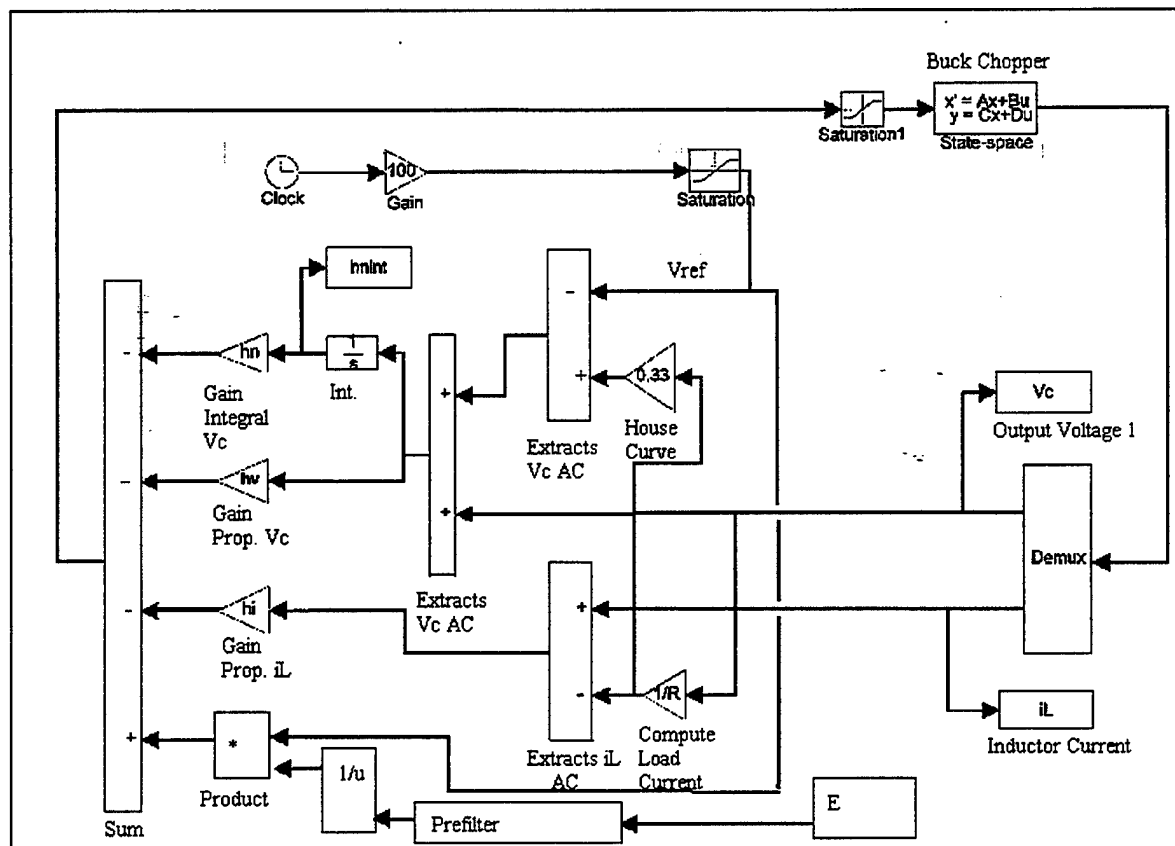 Buck Chopper
x' = Ax+Bu
y = Cx+Du
State-space
Saturation1
Clock
100
Gain
Saturation
hnint
Vref
-
+
0.33
House
Curve
Extracts
Vc AC
-
hn
Gain
Integral
Vc
1
s
Int.
-
hv
Gain
Prop. Vc
+
+
Extracts
Vc AC
Vc
Output Voltage 1
Demux
-
hi
Gain
Prop. iL
+
-
1/R
Compute
Load
Current
Extracts iL
AC
iL
Inductor Current
+
*
Product
1/u
Prefilter
E
Sum